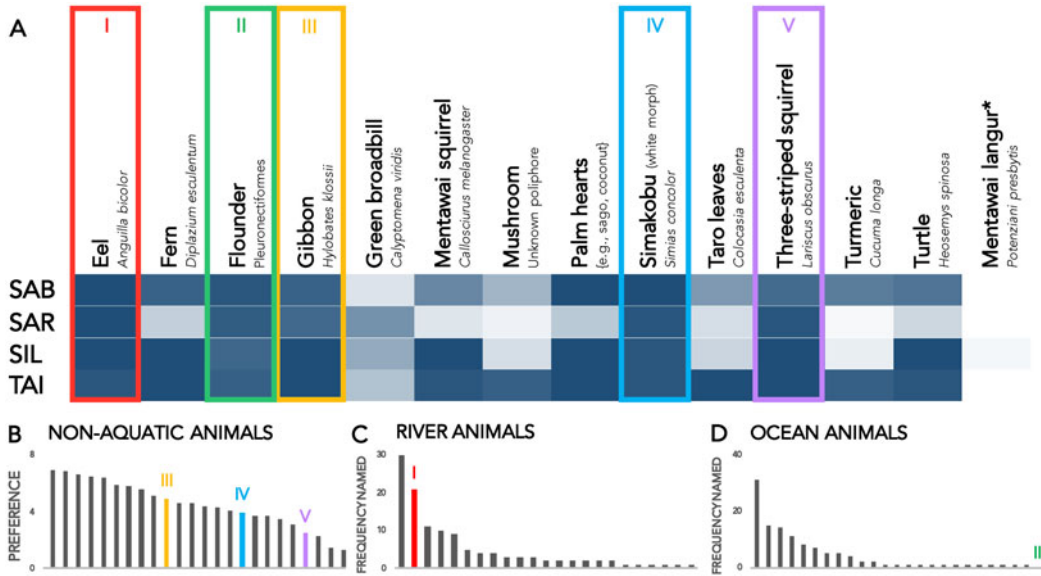 A
I
II
III
IV
V
Eel
Anguilla bicolor
Fern
Diplazium esculentum
Flounder
Pleuronectiformes
Gibbon
Hylobates klossii
Green broadbill
Calyptomena viridis
Mentawai squirrel
Callosciurus melanogaster
Mushroom
Unknown poliphore
Palm hearts
(e.g., sago, coconut}
Simakobu (white morph)
Simias concolor
Taro leaves
Colocasia esculenta
Three-striped squirrel
Lariscus obscurus
Turmeric
Cucuma longa
Turtle
Heosemys spinosa
Mentawai langur*
Potenziani presbytis
SAB
SAR
SIL
TAI
B NON-AQUATIC ANIMALS
PREFERENCE
8
4
0
III
IV
V
C RIVER ANIMALS
FREQUENCY NAMED
30
20
10
0
I
D OCEAN ANIMALS
FREQUENCY NAMED
40
20
0
II